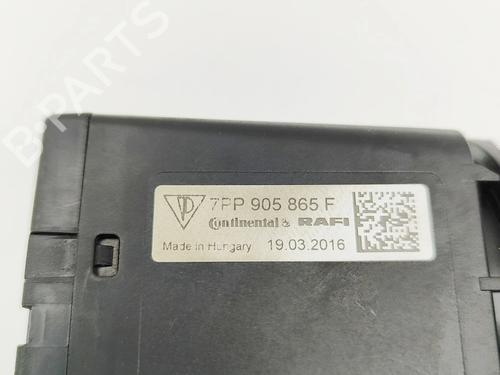 7PP 905 865 F
Continental & RAFI
Made in Hungary 19.03.2016
B-PARTS